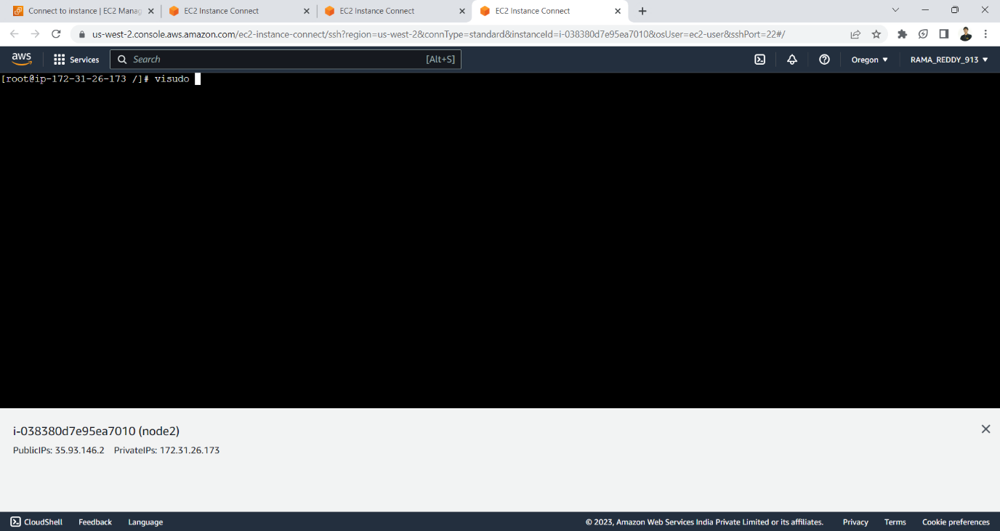 Connect to instance | EC2 Manag
EC2 Instance Connect
EC2 Instance Connect
EC2 Instance Connect
us-west-2.console.aws.amazon.com/ec2-instance-connect/ssh?region=us-west-2&connType=standard&instanceId=i-038380d7e95ea7010&osUser=ec2-user&sshPort=22#/
aws Services Search [Alt+S] Oregon ▼ RAMA_REDDY_913 ▼
[root@ip-172-31-26-173 /]# visudo
i-038380d7e95ea7010 (node2)
PublicIPs: 35.93.146.2 PrivateIPs: 172.31.26.173
CloudShell Feedback Language © 2023, Amazon Web Services India Private Limited or its affiliates. Privacy Terms Cookie preferences